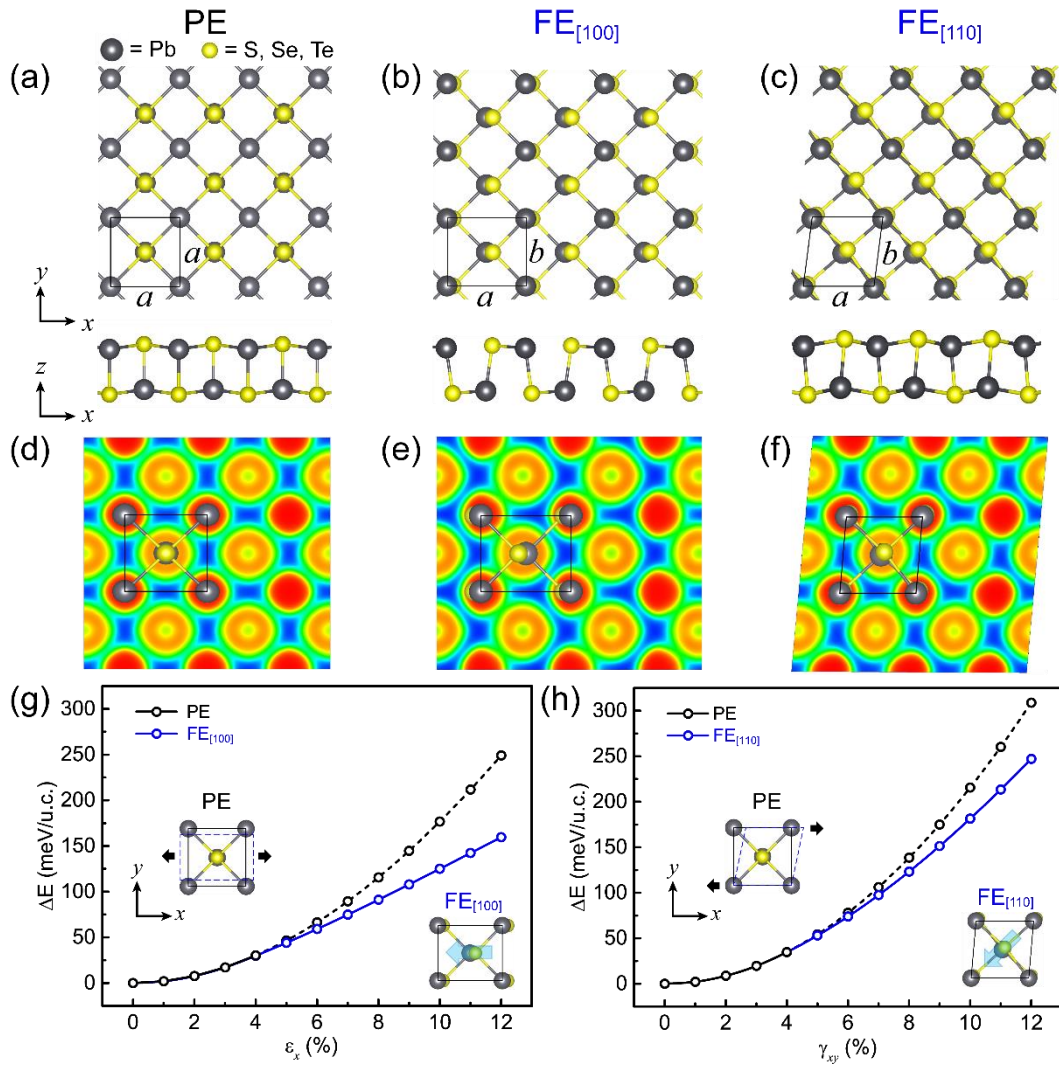 PE
FE[100]
FE[110]
= Pb
= S, Se, Te
(a)
(b)
(c)
a
a
b
a
b
a
y
x
z
x
(d)
(e)
(f)
(g)
(h)
300
250
200
150
100
50
0
ΔE (meV/u.c.)
PE
FE[100]
PE
y
x
FE[100]
0 2 4 6 8 10 12
εx (%)
300
250
200
150
100
50
0
ΔE (meV/u.c.)
PE
FE[110]
PE
y
x
FE[110]
0 2 4 6 8 10 12
γxy (%)